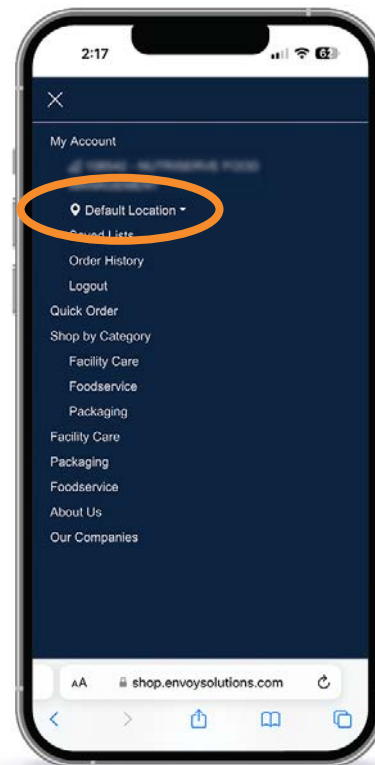 2:17
62
My Account
Default Location
Saved Lists
Order History
Logout
Quick Order
Shop by Category
Facility Care
Foodservice
Packaging
Facility Care
Packaging
Foodservice
About Us
Our Companies
AA shop.envoysolutions.com